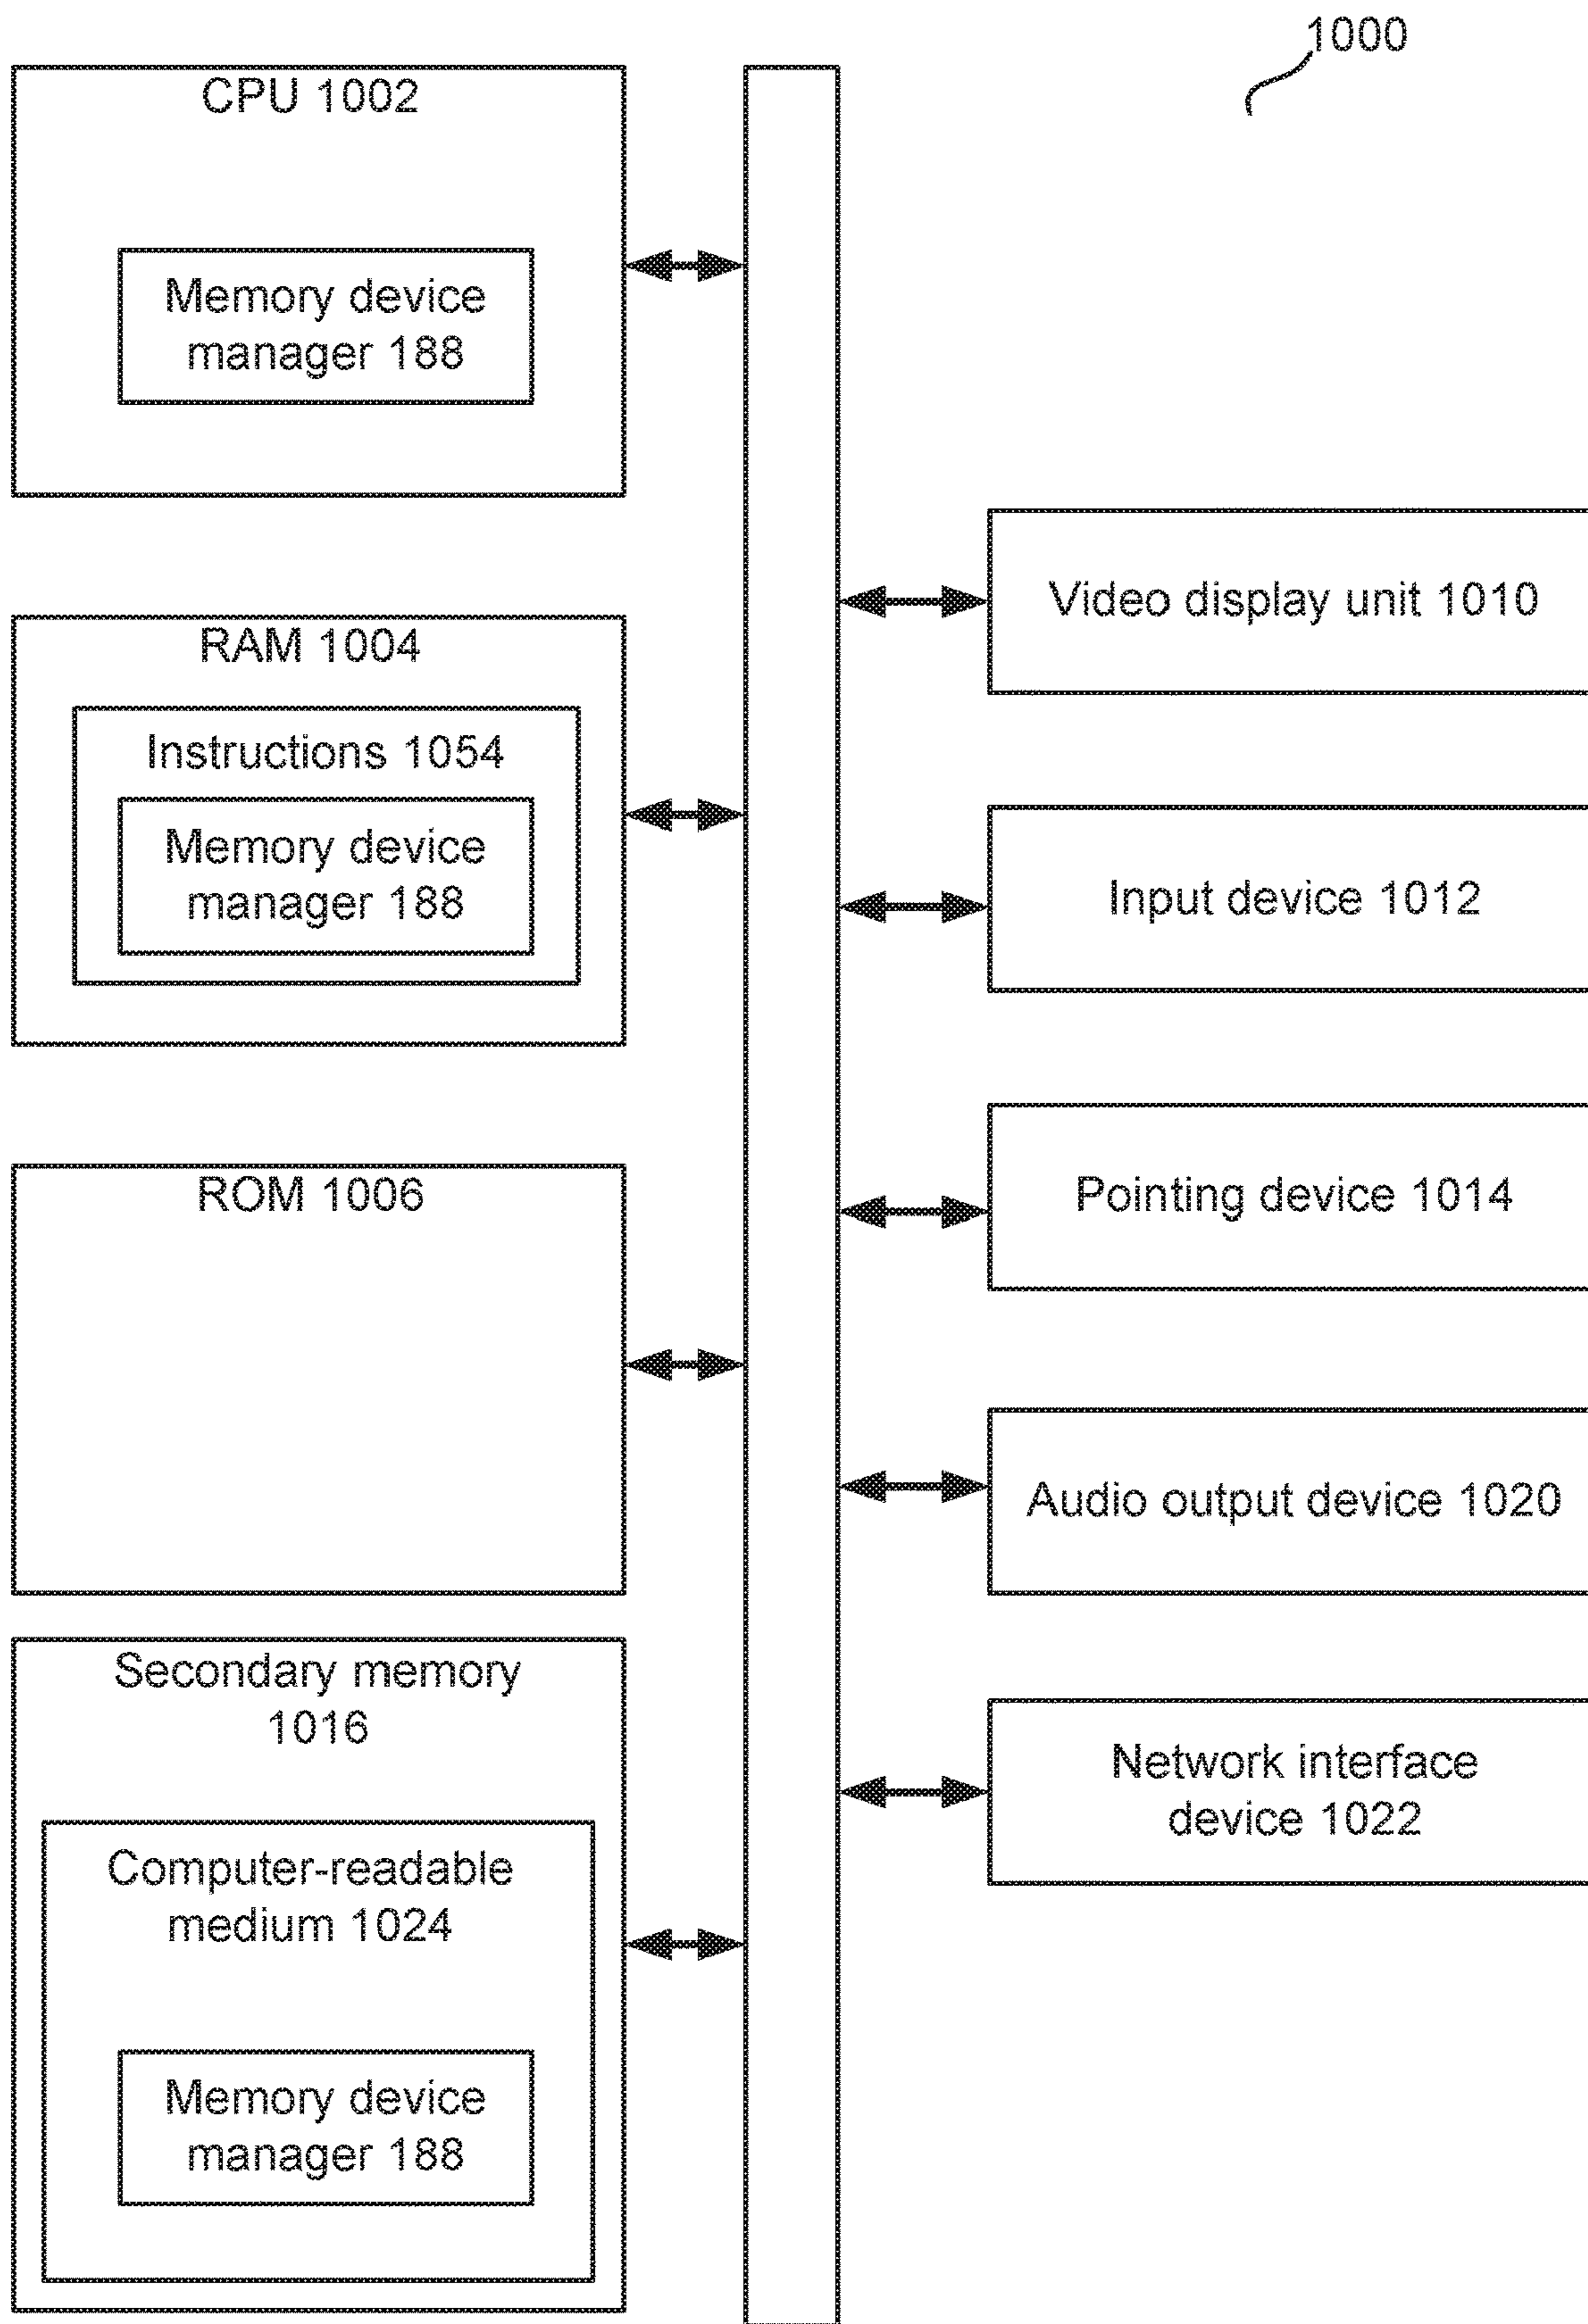 1000
CPU 1002
Memory device
manager 188
RAM 1004
Instructions 1054
Memory device
manager 188
ROM 1006
Secondary memory
1016
Computer-readable
medium 1024
Memory device
manager 188
Video display unit 1010
Input device 1012
Pointing device 1014
Audio output device 1020
Network interface
device 1022